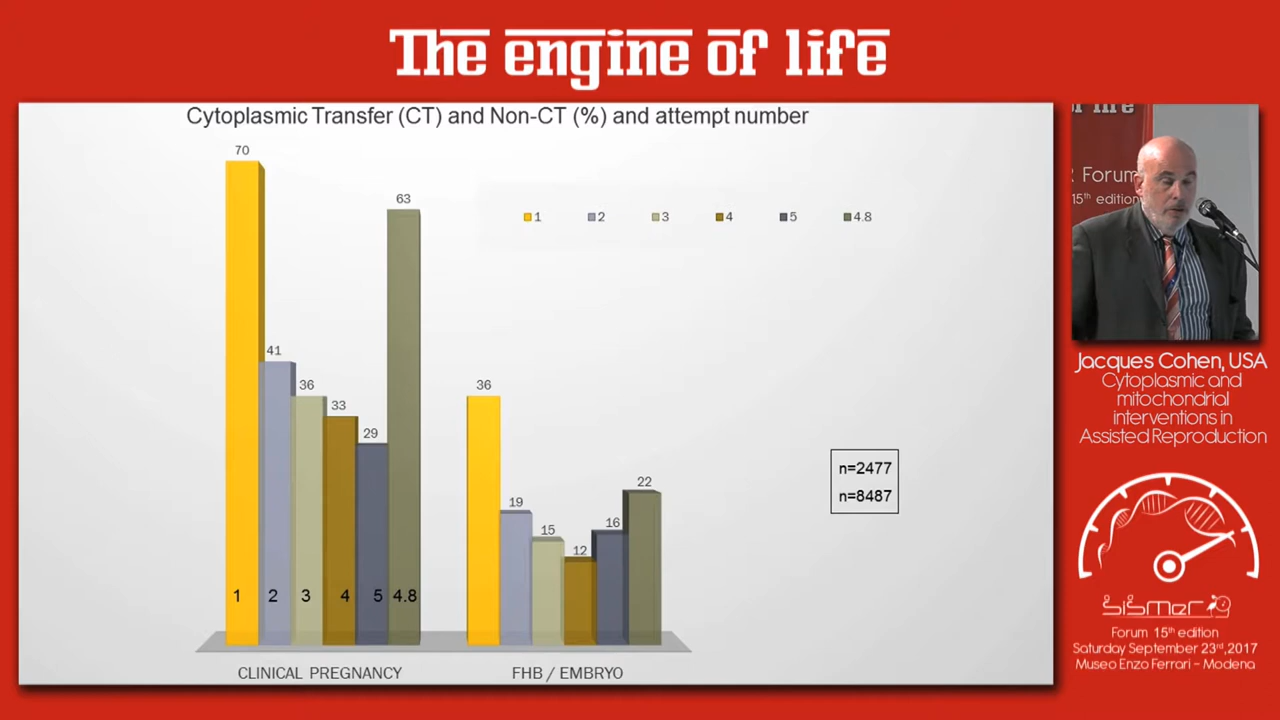 The engine of life
Cytoplasmic Transfer (CT) and Non-CT (%) and attempt number
70
41
36
33
29
63
36
19
15
12
16
22
1
2
3
4
5
4.8
n=2477
n=8487
1
2
3
4
5
4.8
CLINICAL PREGNANCY
FHB / EMBRYO
Forum
15th edition
Jacques Cohen, USA
Cytoplasmic and
mitochondrial
interventions in
Assisted Reproduction
SISMER
Forum 15th edition
Saturday September 23rd,2017
Museo Enzo Ferrari - Modena